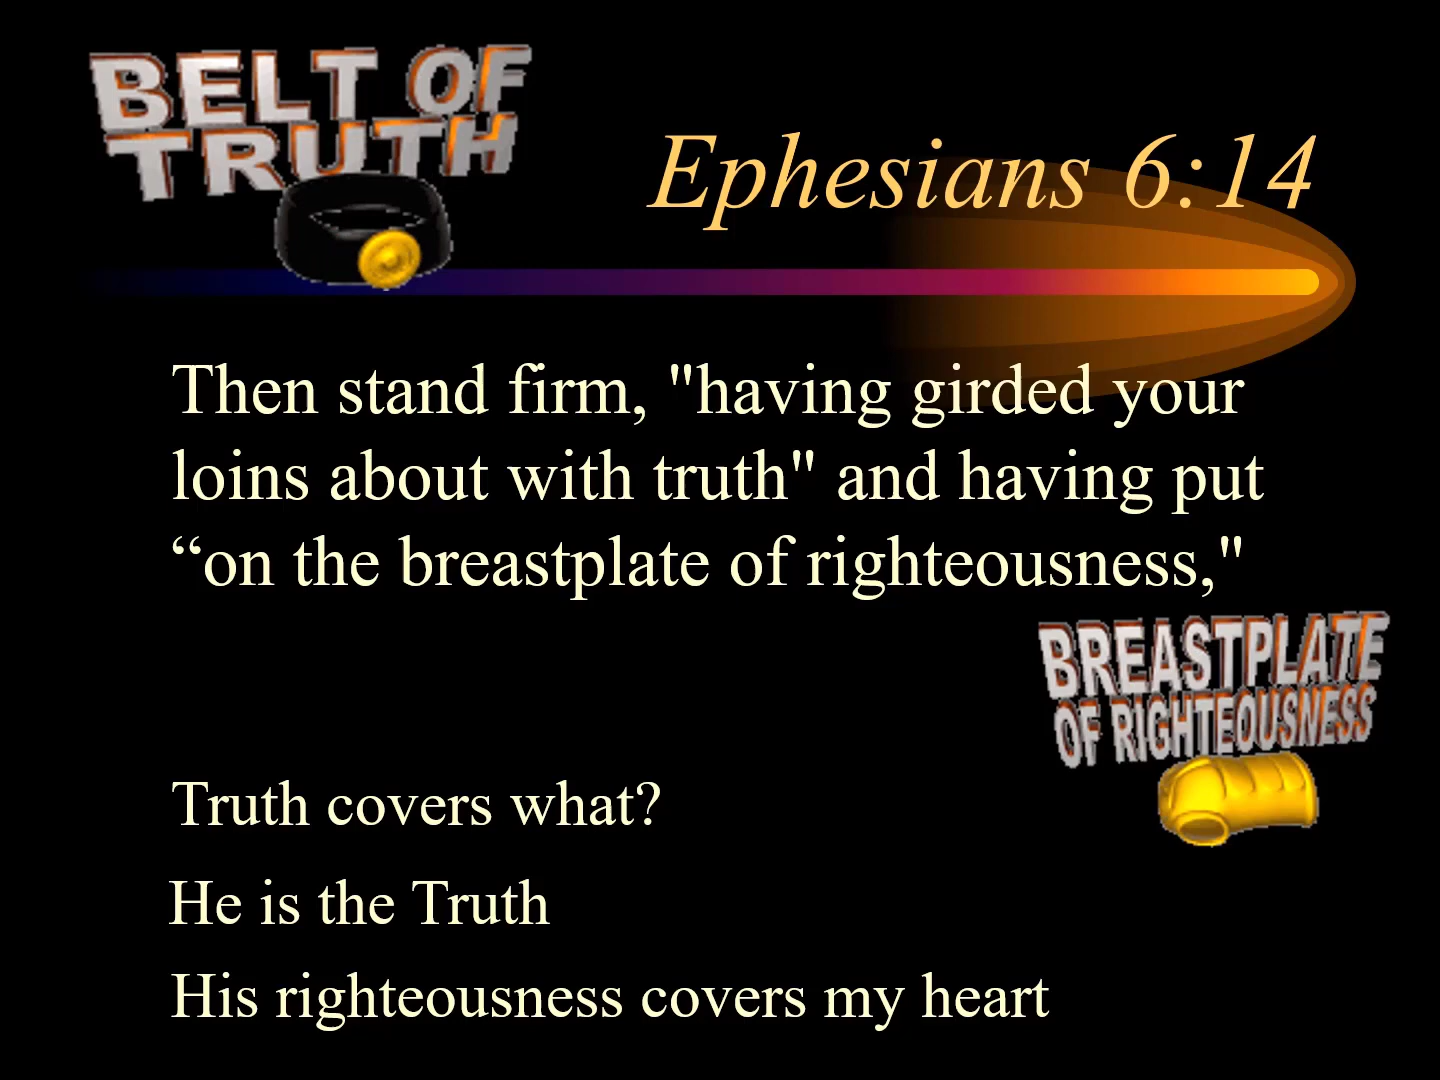 BELT OF
TRUTH
Ephesians 6:14
Then stand firm, "having girded your
loins about with truth" and having put
“on the breastplate of righteousness,"
BREASTPLATE
OF RIGHTEOUSNESS
Truth covers what?
He is the Truth
His righteousness covers my heart